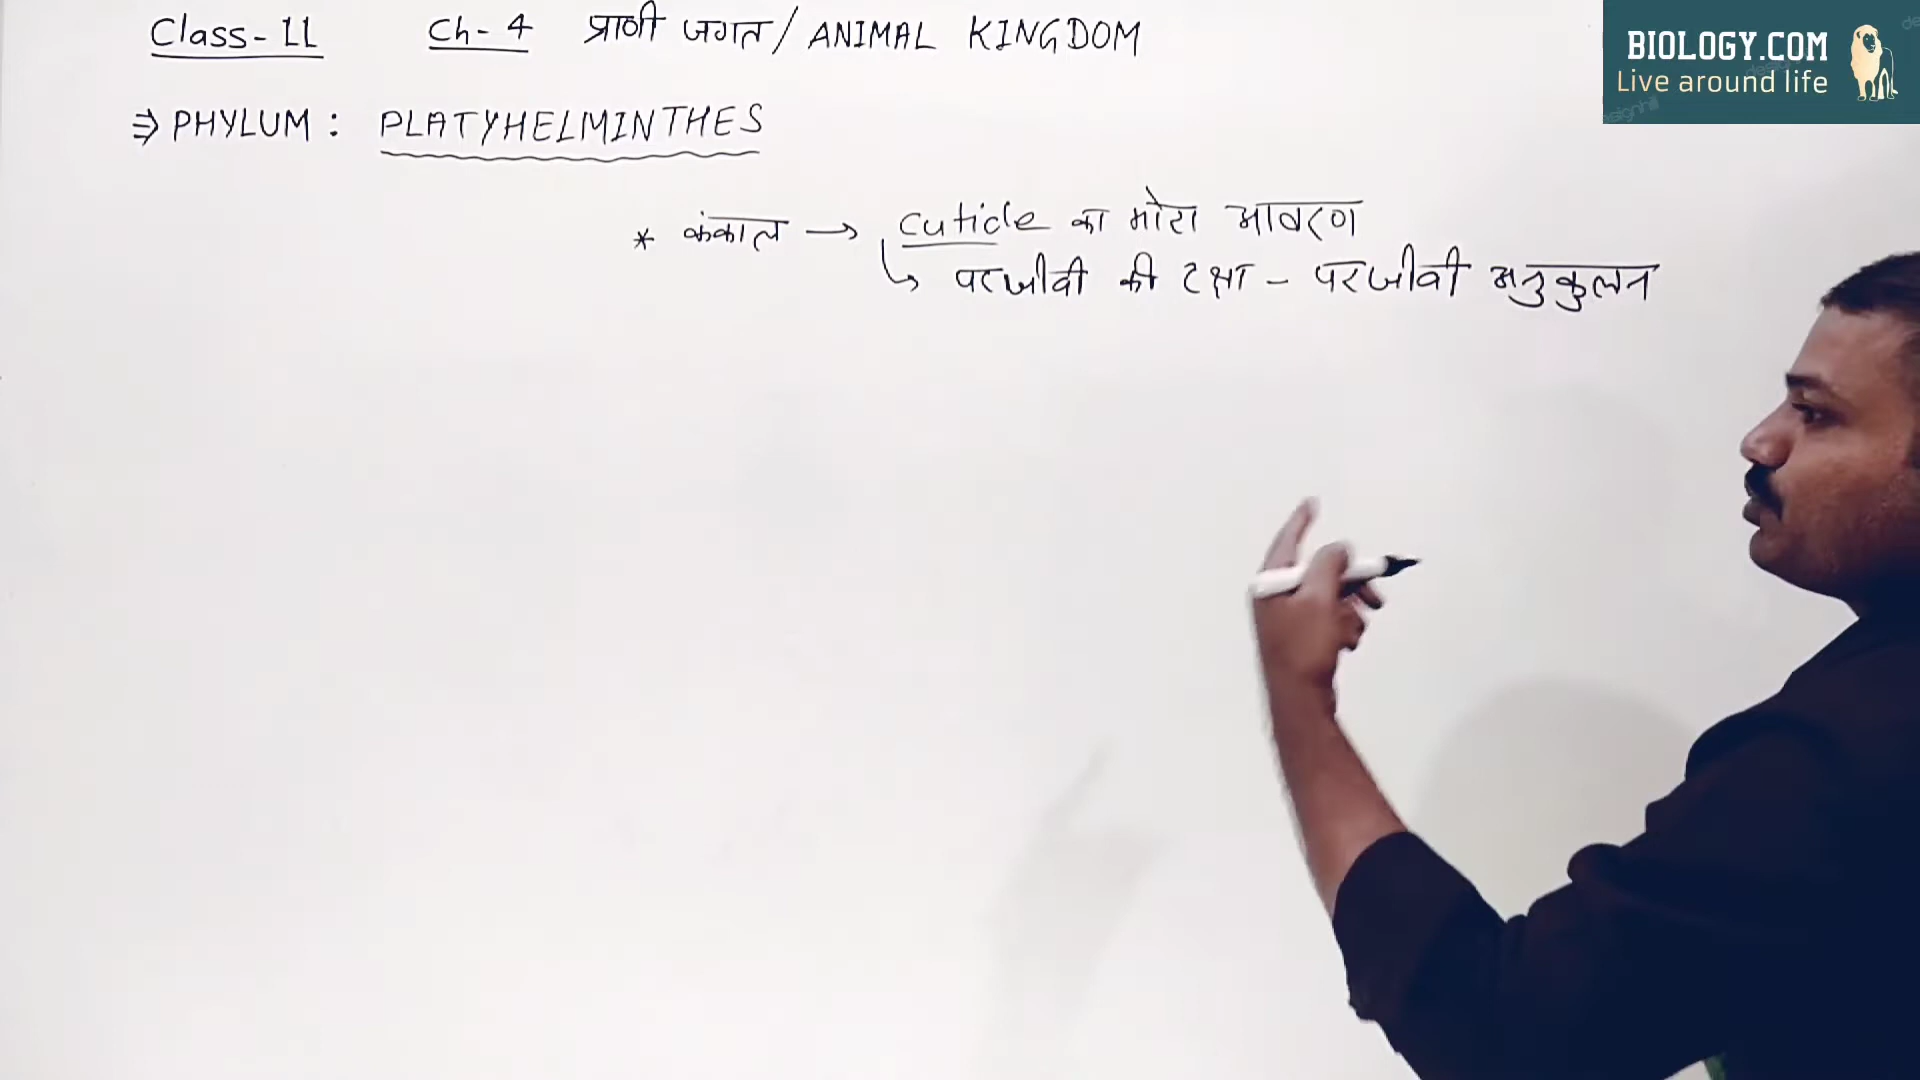 Class-11 Ch-4 प्राणी जगत/ANIMAL KINGDOM
BIOLOGY.COM
Live around life
⇒ PHYLUM : PLATYHELMINTHES
* कंकाल → cuticle का मोटा आवरण
↳ परजीवी की रक्षा - परजीवी अनुकुलन